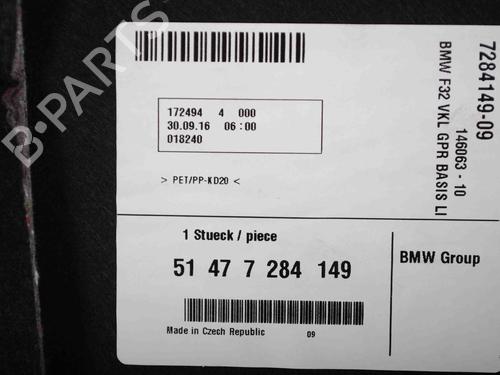 172494 4 000
30.09.16 06:00
018240
> PET/PP-KD20 <
7284149-09
146063 - 10
BMW F32 VKL GPR BASIS LI
1 Stueck / piece
51 47 7 284 149
BMW Group
Made in Czech Republic 09
B-PARTS